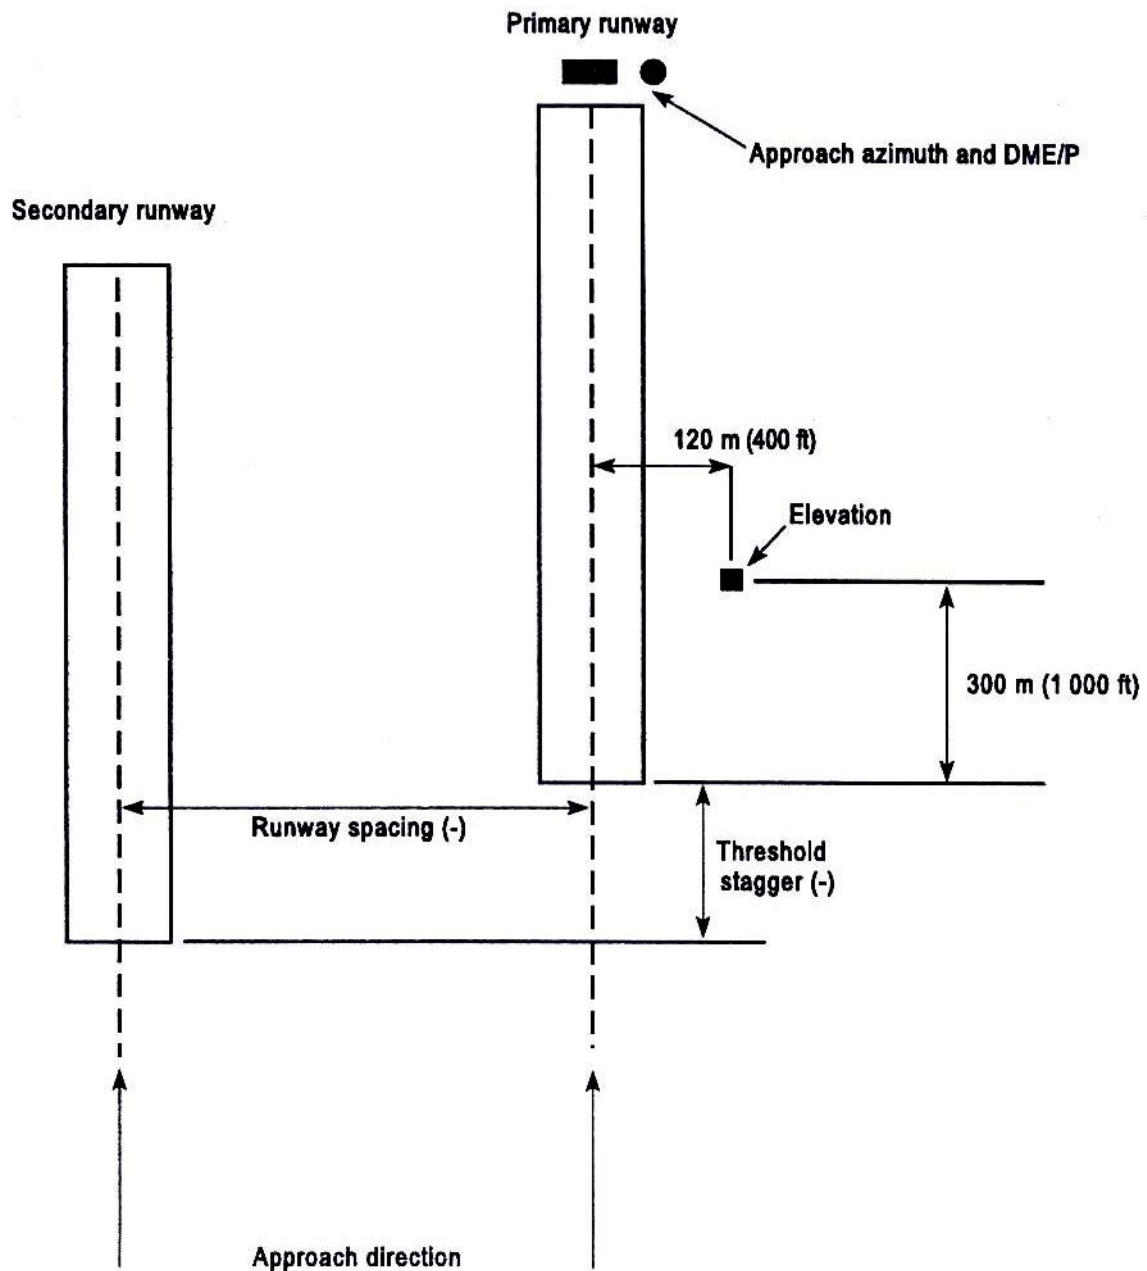 Primary runway
Approach azimuth and DME/P
Secondary runway
120 m (400 ft)
Elevation
300 m (1 000 ft)
Runway spacing (-)
Threshold
stagger (-)
Approach direction